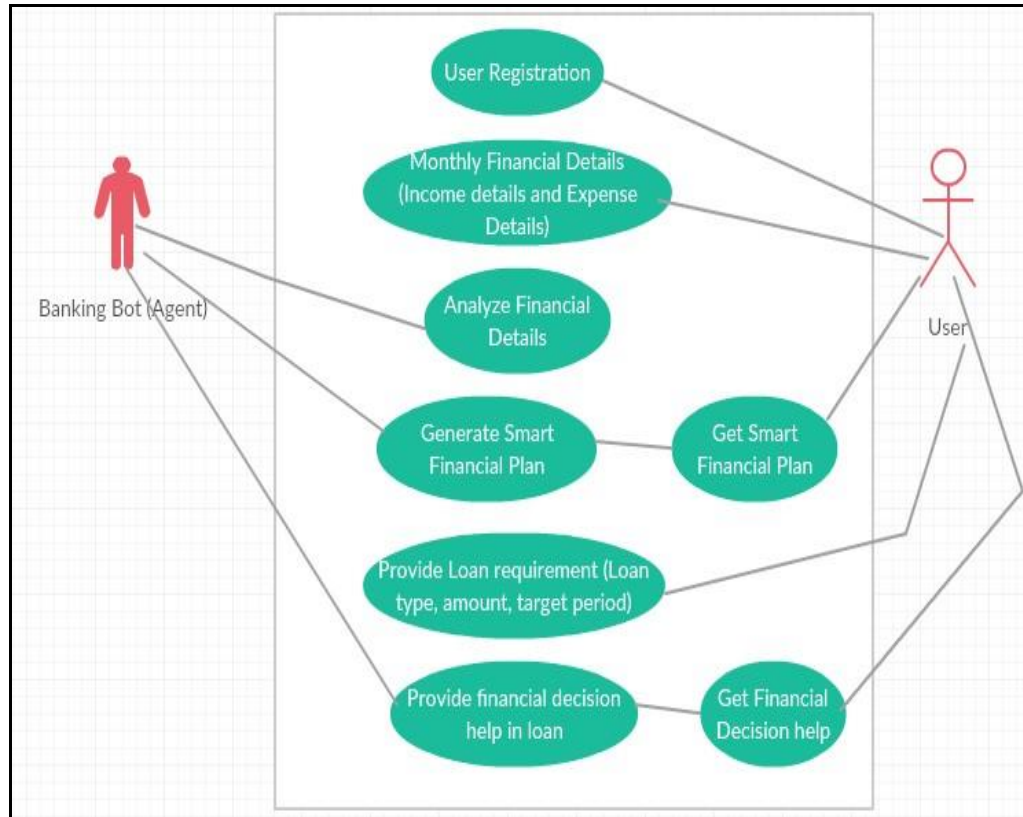 User Registration
Monthly Financial Details
(Income details and Expense
Details)
Banking Bot (Agent)
Analyze Financial
Details
User
Generate Smart
Financial Plan
Get Smart
Financial Plan
Provide Loan requirement (Loan
type, amount, target period)
Provide financial decision
help in loan
Get Financial
Decision help